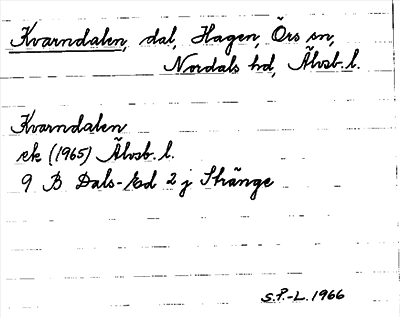 Kvarndalen, dal, Hagen, Örs sn,
Nordals hd, Älvsb. l.
Kvarndalen
ek (1965) Älvsb. l.
9 B Dals-Ed 2 j Stränge
S.P.-L. 1966